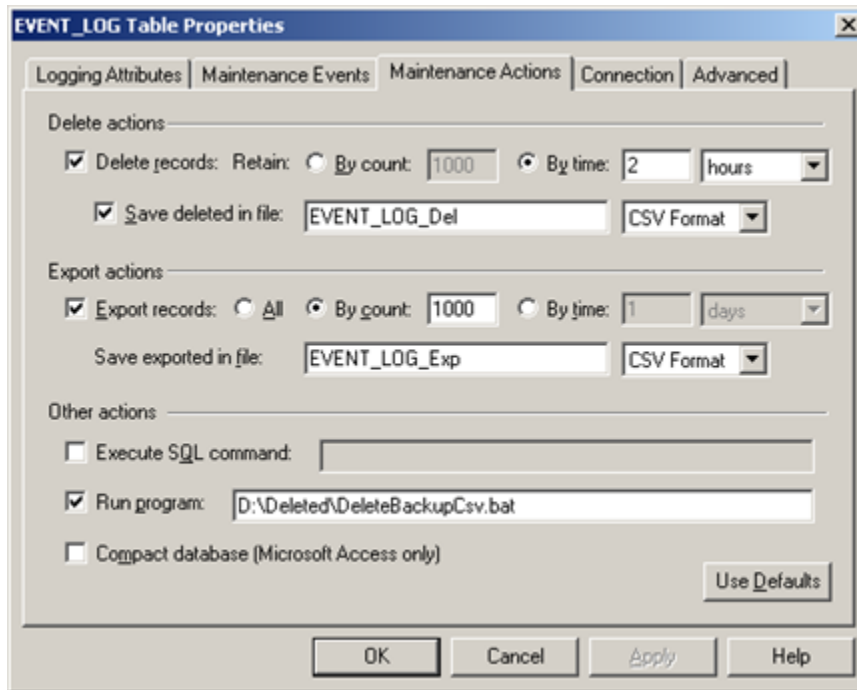 EVENT_LOG Table Properties
Logging Attributes Maintenance Events Maintenance Actions Connection Advanced
Delete actions
Delete records: Retain: By count: 1000 By time: 2 hours
Save deleted in file: EVENT_LOG_Del CSV Format
Export actions
Export records: All By count: 1000 By time: 1 days
Save exported in file: EVENT_LOG_Exp CSV Format
Other actions
Execute SQL command:
Run program: D:\Deleted\DeleteBackupCsv.bat
Compact database (Microsoft Access only)
Use Defaults
OK Cancel Apply Help